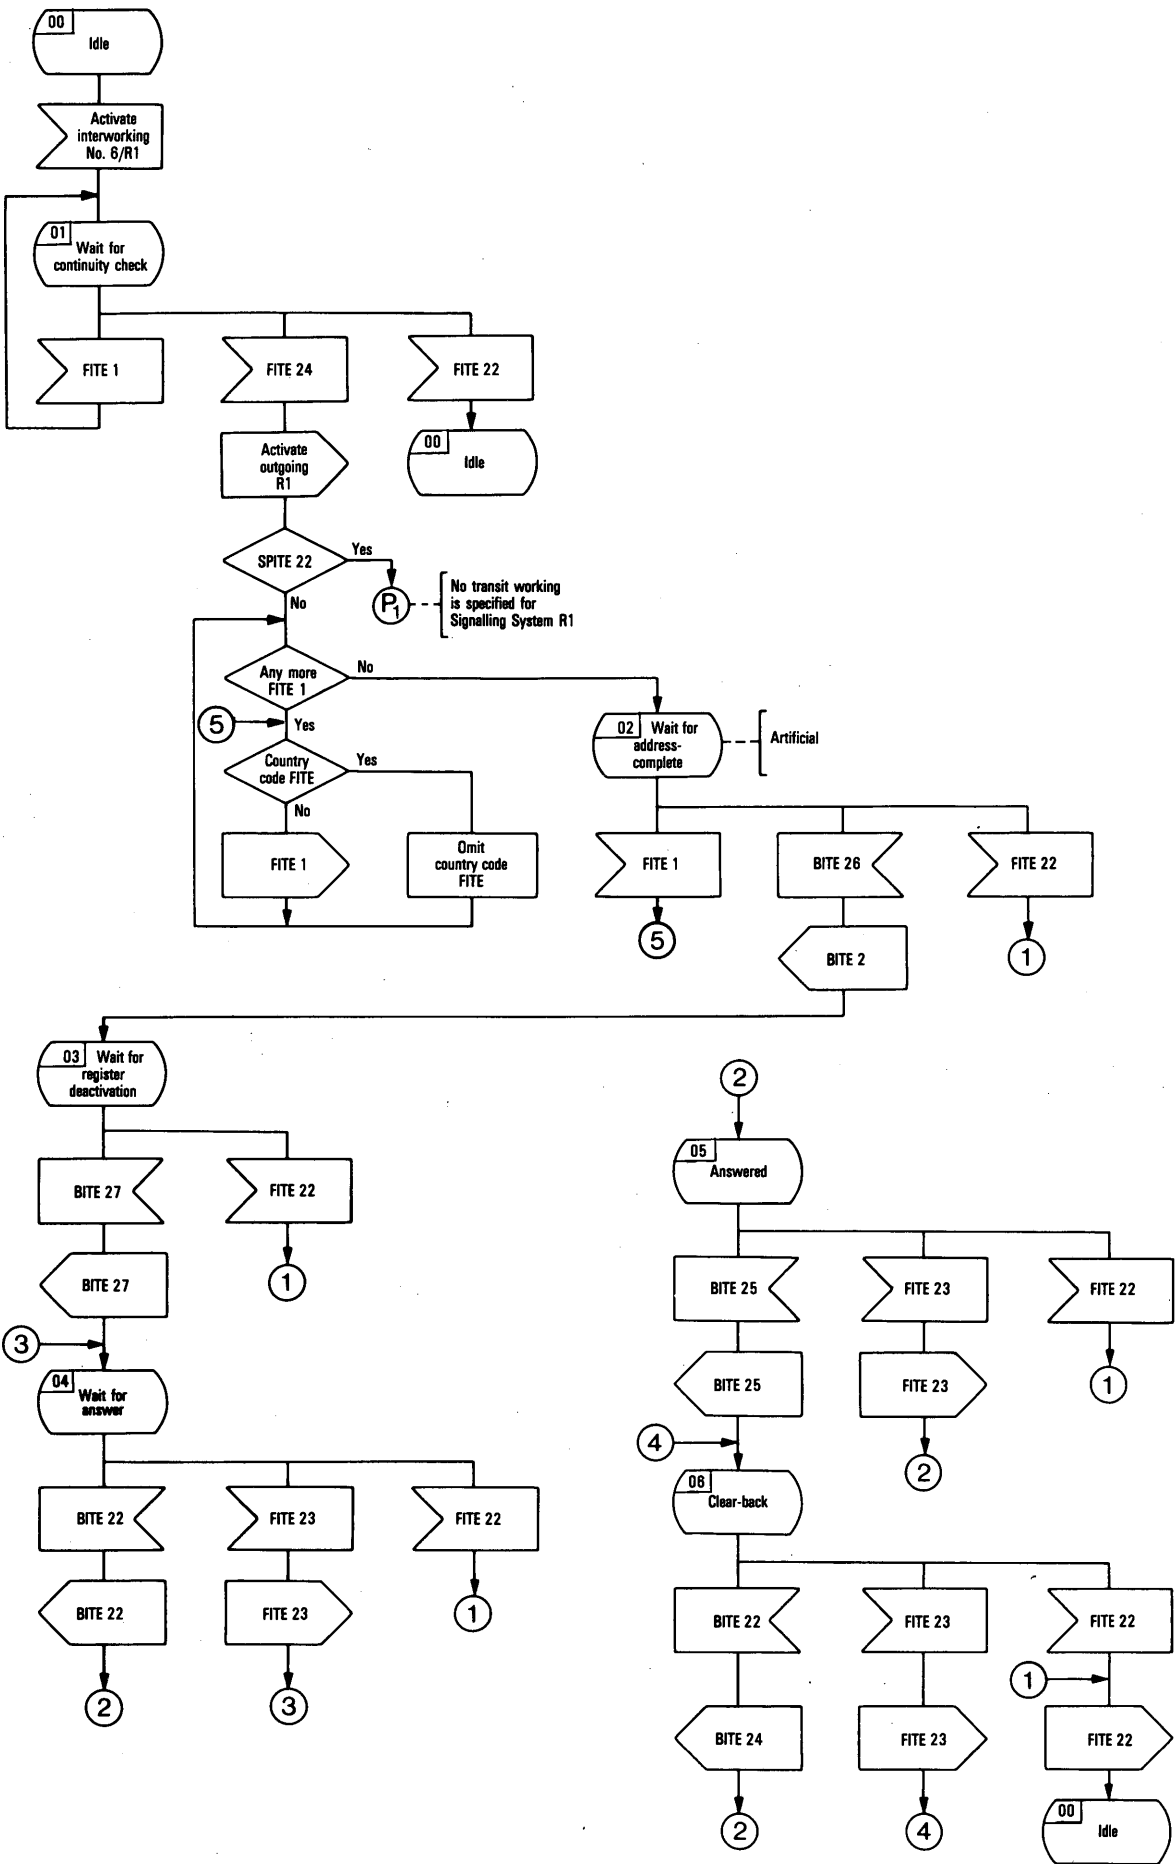 00
Idle
Activate
interworking
No. 6/R1
01
Wait for
continuity check
FITE 1
FITE 24
FITE 22
Activate
outgoing
R1
00
Idle
SPITE 22
Yes
No
P1
No transit working
is specified for
Signalling System R1
Any more
FITE 1
No
5
Yes
02 Wait for
address-
complete
Artificial
Country
code FITE
Yes
No
FITE 1
Omit
country code
FITE
FITE 1
BITE 26
FITE 22
5
BITE 2
1
03 Wait for
register
deactivation
BITE 27
FITE 22
BITE 27
1
3
04
Wait for
answer
BITE 22
FITE 23
FITE 22
BITE 22
FITE 23
1
2
3
2
05
Answered
BITE 25
FITE 23
FITE 22
BITE 25
FITE 23
1
4
2
06
Clear-back
BITE 22
FITE 23
FITE 22
1
BITE 24
FITE 23
FITE 22
2
4
00
Idle